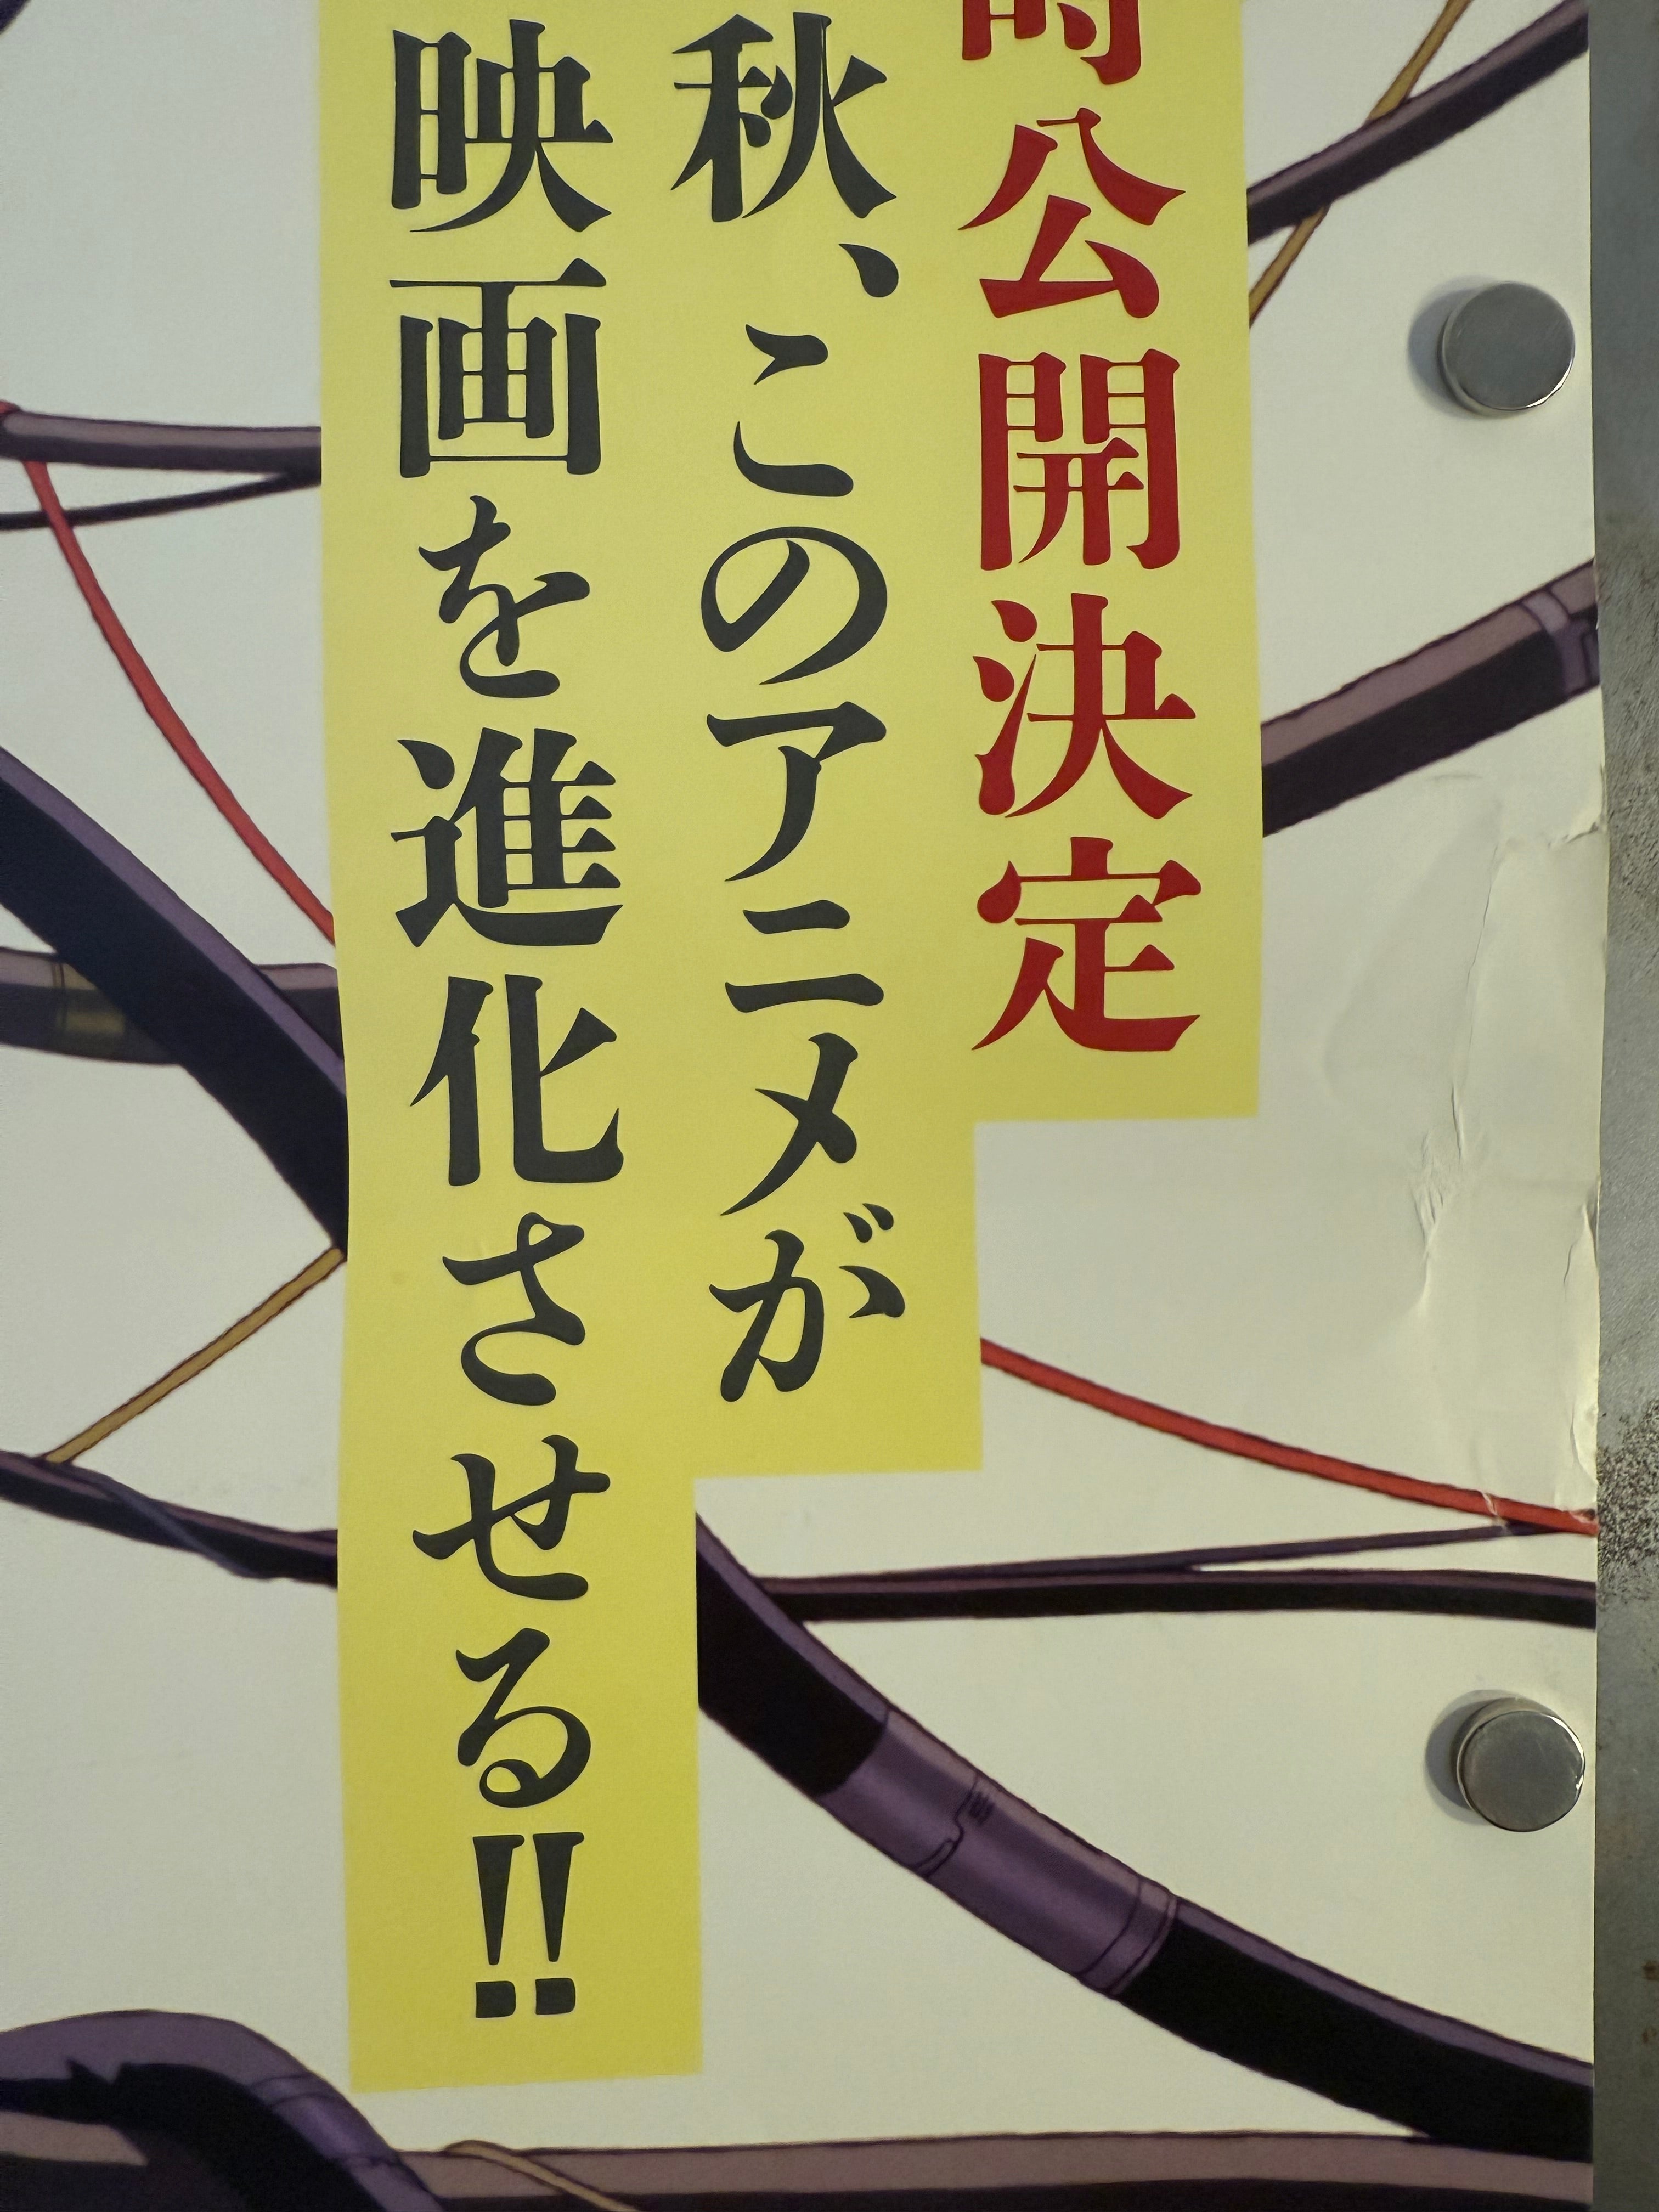 時公開決定
秋、このアニメが
映画を進化させる!!